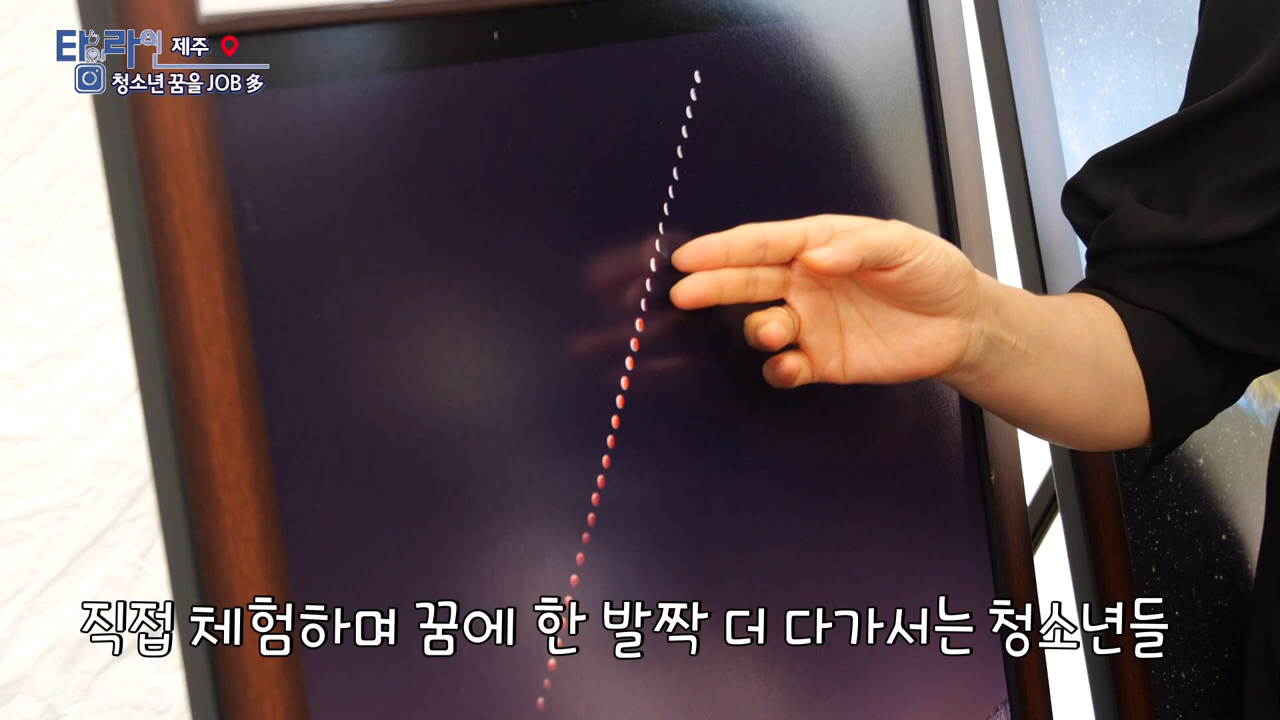 타라의 제주
청소년 꿈을 JOB 多
직접 체험하며 꿈에 한 발짝 더 다가서는 청소년들